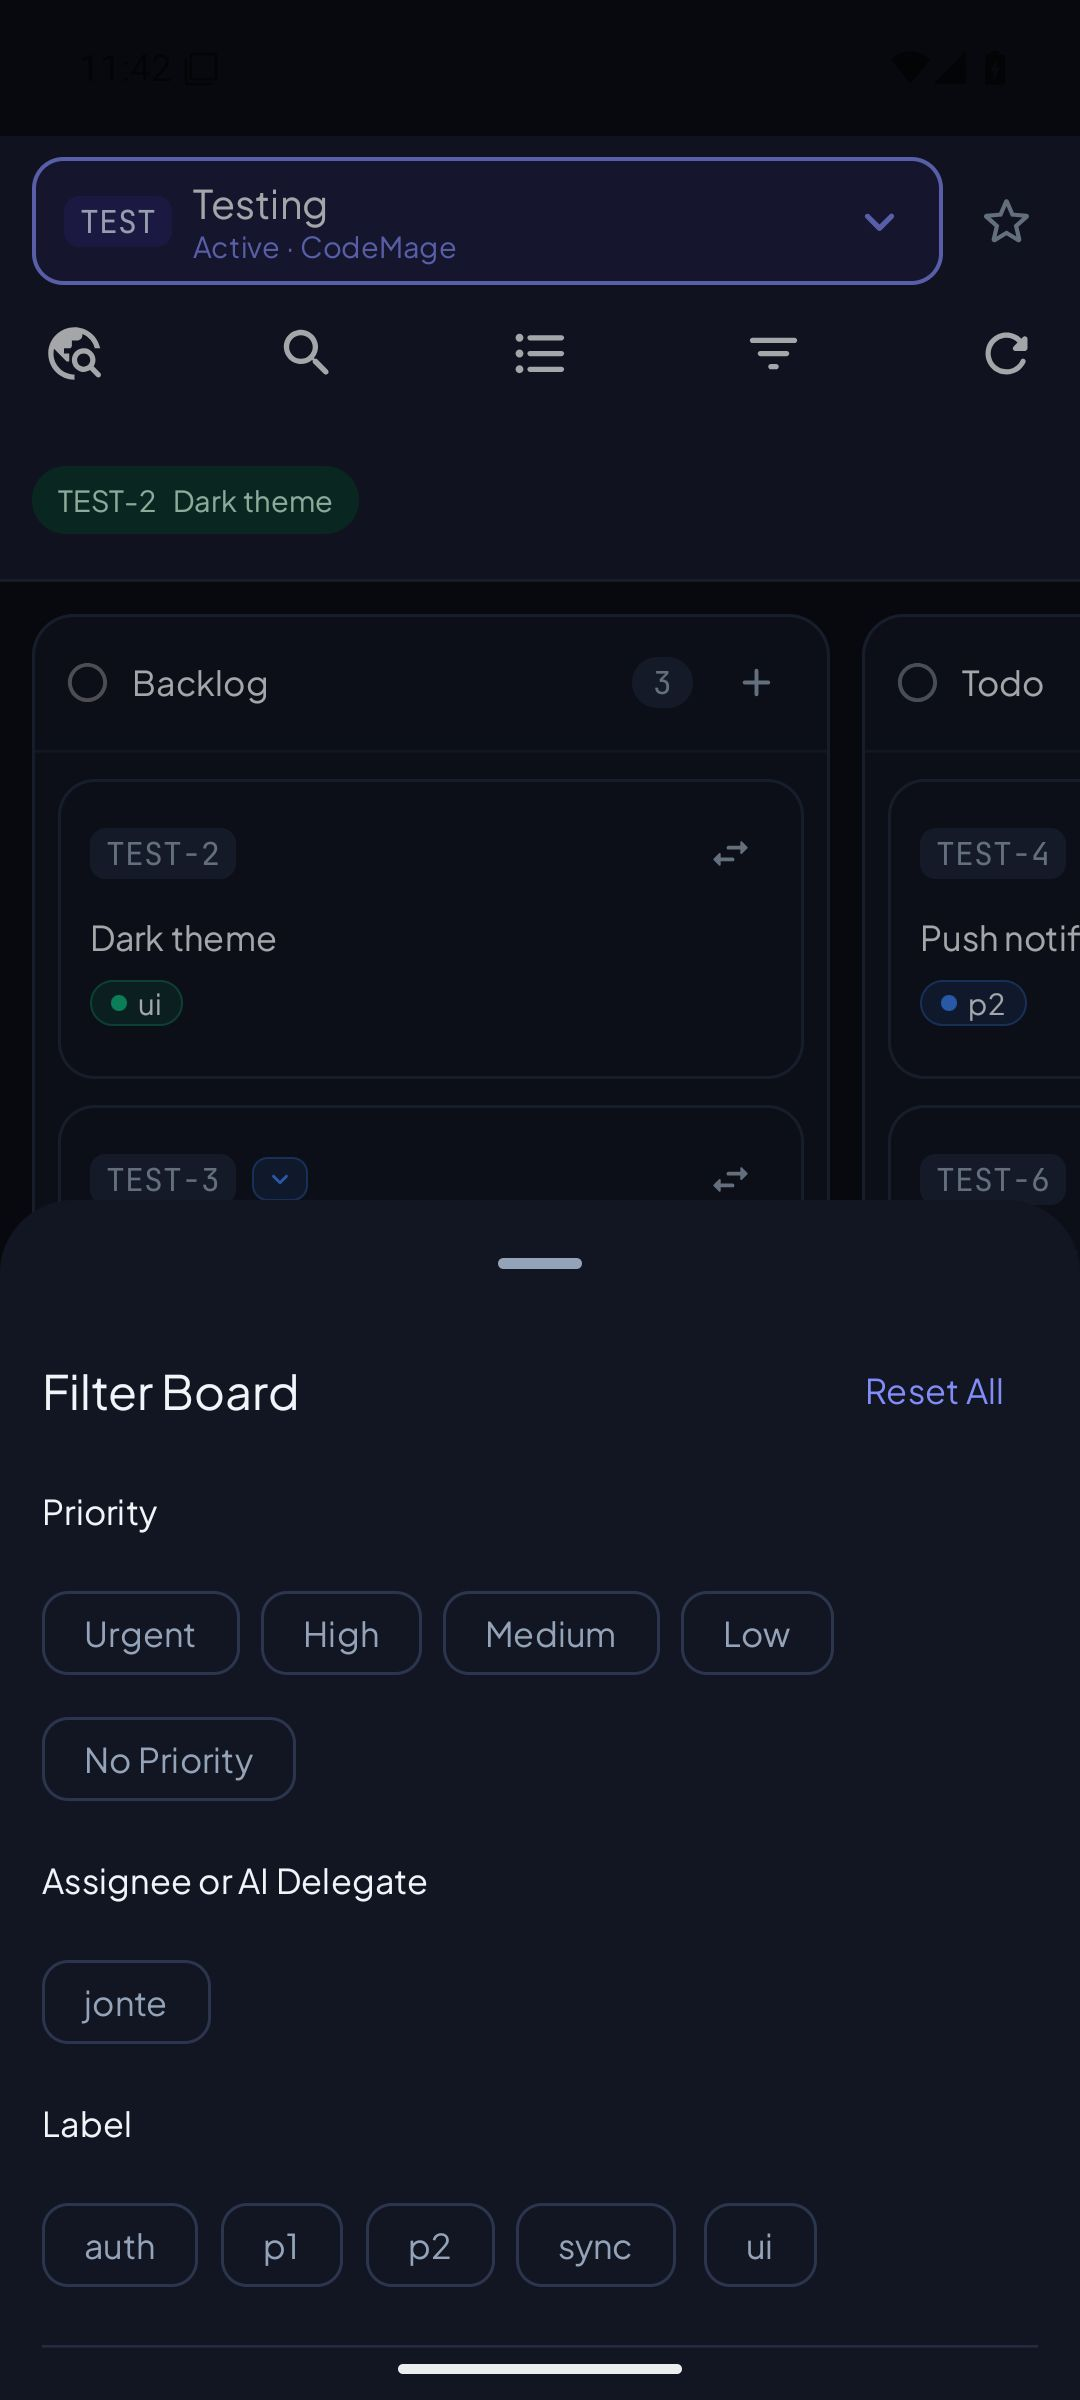 11:42
TEST
Testing
Active · CodeMage
TEST-2 Dark theme
Backlog
3
Todo
TEST-2
Dark theme
ui
TEST-4
Push notif
p2
TEST-3
TEST-6
Filter Board
Reset All
Priority
Urgent
High
Medium
Low
No Priority
Assignee or AI Delegate
jonte
Label
auth
p1
p2
sync
ui